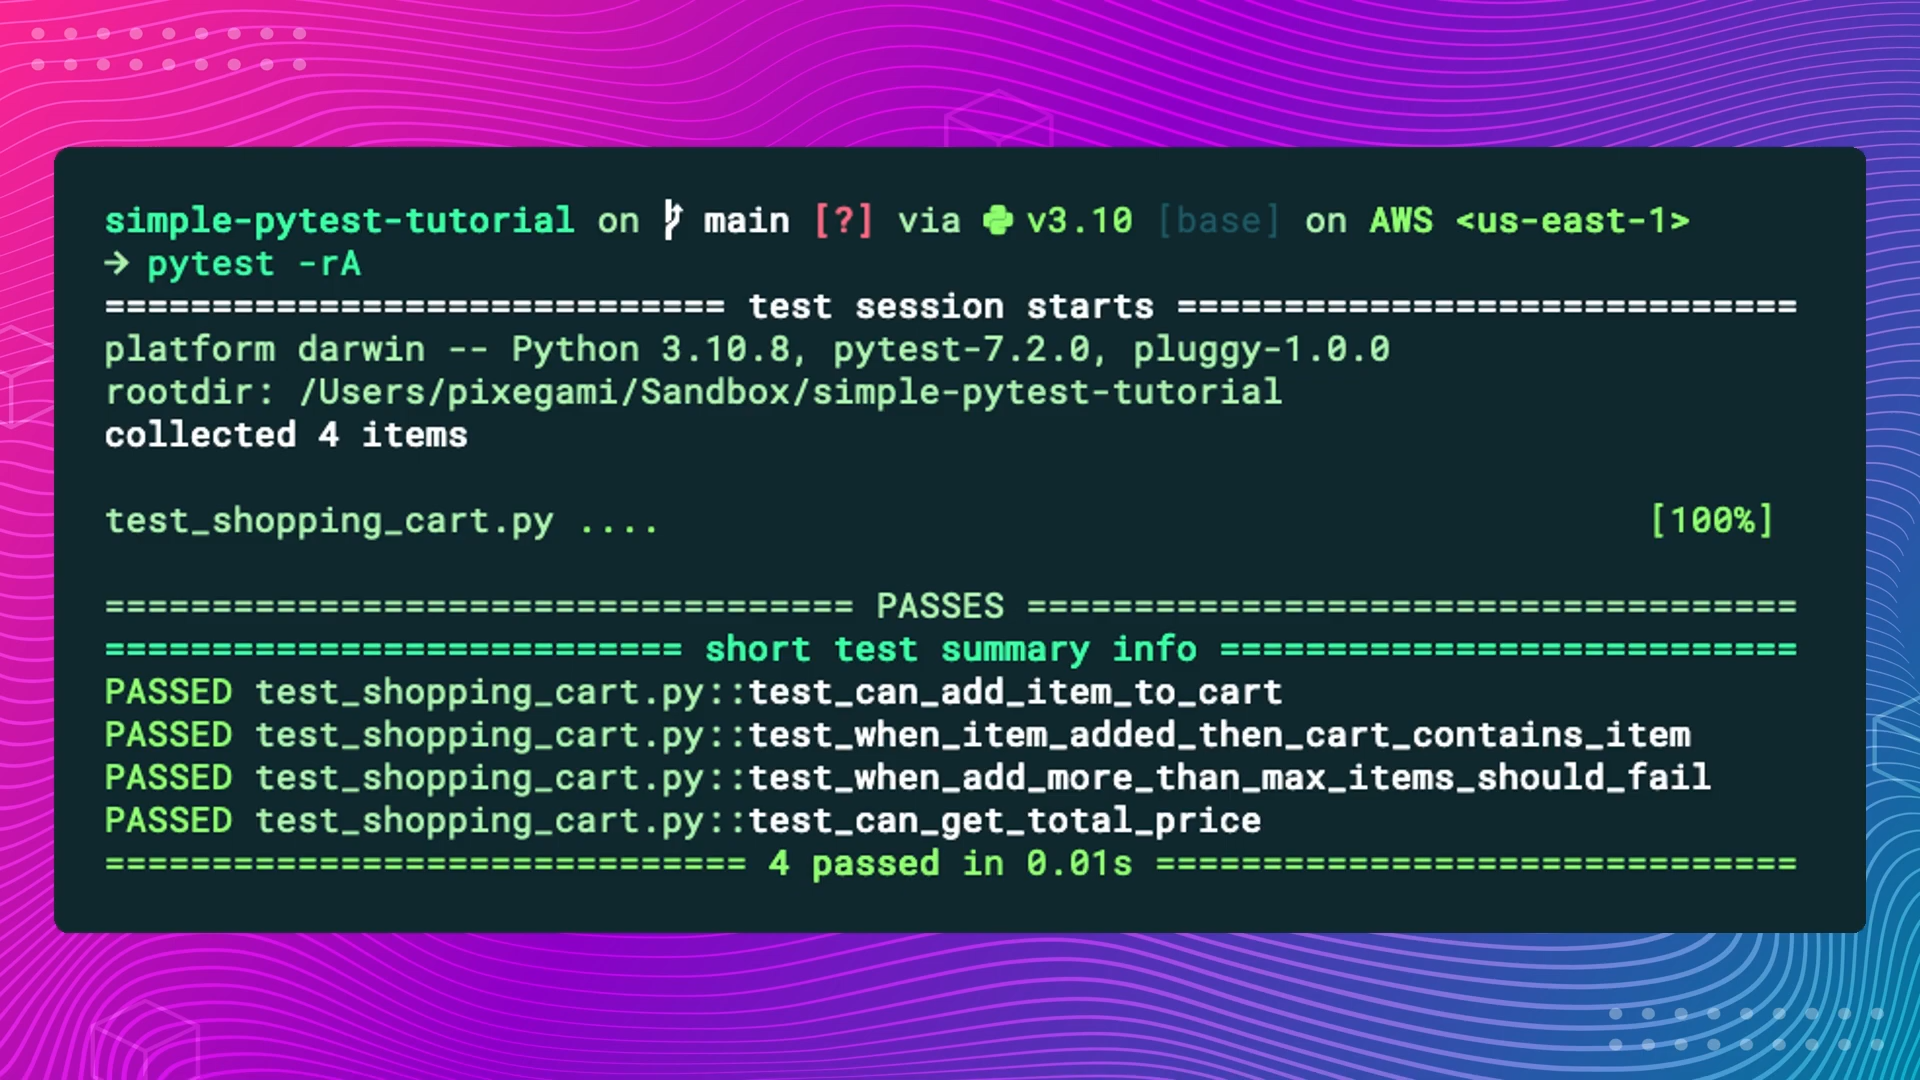 simple-pytest-tutorial on main [?] via v3.10 [base] on AWS <us-east-1>
→ pytest -rA
============================= test session starts =============================
platform darwin -- Python 3.10.8, pytest-7.2.0, pluggy-1.0.0
rootdir: /Users/pixegami/Sandbox/simple-pytest-tutorial
collected 4 items
test_shopping_cart.py .... [100%]
=================================== PASSES ====================================
=========================== short test summary info ===========================
PASSED test_shopping_cart.py::test_can_add_item_to_cart
PASSED test_shopping_cart.py::test_when_item_added_then_cart_contains_item
PASSED test_shopping_cart.py::test_when_add_more_than_max_items_should_fail
PASSED test_shopping_cart.py::test_can_get_total_price
============================== 4 passed in 0.01s ==============================